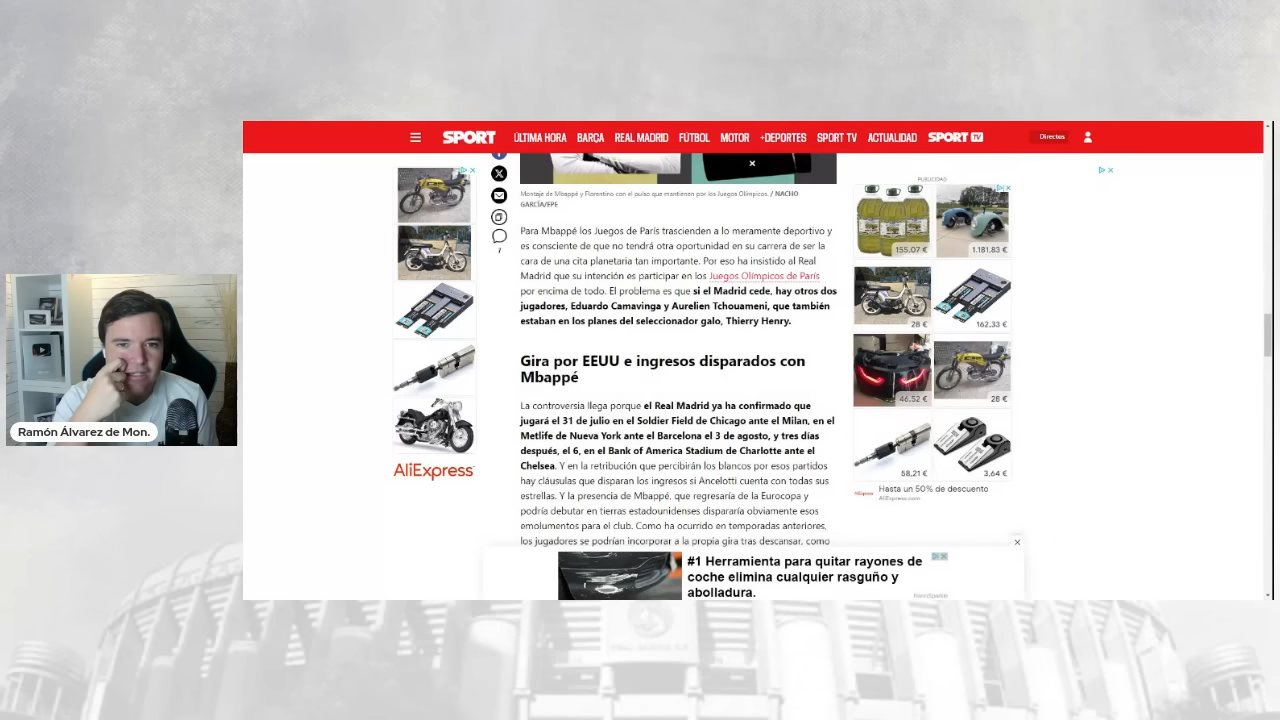 SPORT
ÚLTIMA HORA
BARÇA
REAL MADRID
FÚTBOL
MOTOR
+DEPORTES
SPORT TV
ACTUALIDAD
SPORT TV
Directos
Montaje de Mbappé y Florentino con el pulso que mantienen por los Juegos Olímpicos. / NACHO
GARCÍA/EPE
7
Para Mbappé los Juegos de París trascienden a lo meramente deportivo y
es consciente de que no tendrá otra oportunidad en su carrera de ser la
cara de una cita planetaria tan importante. Por eso ha insistido al Real
Madrid que su intención es participar en los Juegos Olímpicos de París
por encima de todo. El problema es que si el Madrid cede, hay otros dos
jugadores, Eduardo Camavinga y Aurelien Tchouameni, que también
estaban en los planes del seleccionador galo, Thierry Henry.
Gira por EEUU e ingresos disparados con
Mbappé
La controversia llega porque el Real Madrid ya ha confirmado que
jugará el 31 de julio en el Soldier Field de Chicago ante el Milan, en el
Metlife de Nueva York ante el Barcelona el 3 de agosto, y tres días
después, el 6, en el Bank of America Stadium de Charlotte ante el
Chelsea. Y en la retribución que percibirán los blancos por esos partidos
hay cláusulas que disparan los ingresos si Ancelotti cuenta con todas sus
estrellas. Y la presencia de Mbappé, que regresaría de la Eurocopa y
podría debutar en tierras estadounidenses dispararía obviamente esos
emolumentos para el club. Como ha ocurrido en temporadas anteriores,
los jugadores se podrían incorporar a la propia gira tras descansar, como
AliExpress
PUBLICIDAD
155,07 €
1.181,83 €
28 €
162,33 €
46,52 €
28 €
58,21 €
3,64 €
Hasta un 50% de descuento
AliExpress.com
#1 Herramienta para quitar rayones de
coche elimina cualquier rasguño y
abolladura.
Ramón Álvarez de Mon.